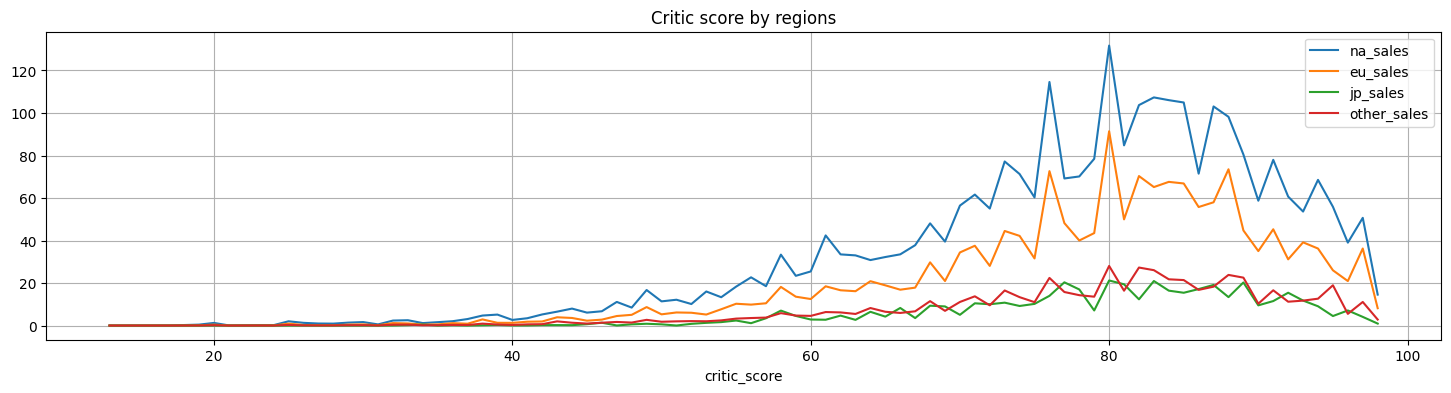 Critic score by regions
na_sales
eu_sales
jp_sales
other_sales
120
100
80
60
40
20
0
20 40 60 80 100
critic_score